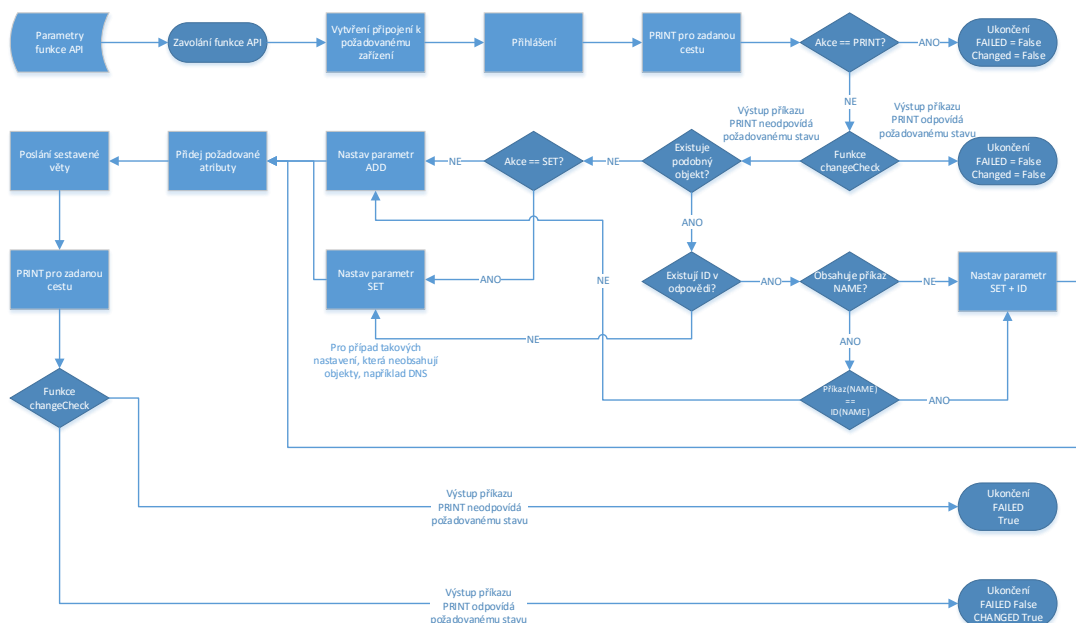 Parametry
funkce API
Zavolání funkce API
Vytvření připojení k
požadovanému
zařízení
Přihlášení
PRINT pro zadanou
cestu
Akce == PRINT?
ANO
Ukončení
FAILED = False
Changed = False
NE
Výstup příkazu
PRINT neodpovídá
požadovanému stavu
Výstup příkazu
PRINT odpovídá
požadovanému stavu
Poslání sestavené
věty
Přidej požadované
atributy
Nastav parametr
ADD
NE
Akce == SET?
NE
Existuje
podobný
objekt?
Funkce
changeCheck
Ukončení
FAILED = False
Changed = False
ANO
PRINT pro zadanou
cestu
Nastav parametr
SET
ANO
NE
Existují ID v
odpovědi?
ANO
Obsahuje příkaz
NAME?
NE
Nastav parametr
SET + ID
NE
Pro případ takových
nastavení, která neobsahují
objekty, například DNS
ANO
Funkce
changeCheck
Příkaz(NAME)
==
ID(NAME)
ANO
Výstup příkazu
PRINT neodpovídá
požadovanému stavu
Ukončení
FAILED
True
Výstup příkazu
PRINT odpovídá
požadovanému stavu
Ukončení
FAILED False
CHANGED True